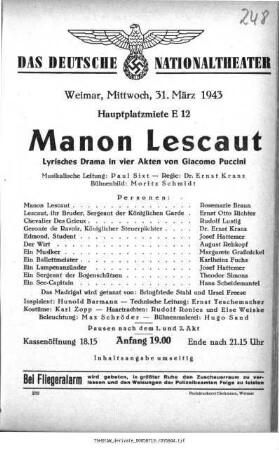 248
DAS DEUTSCHE NATIONALTHEATER
Weimar, Mittwoch, 31. März 1943
Hauptplatzmiete E 12
Manon Lescaut
Lyrisches Drama in vier Akten von Giacomo Puccini
Musikalische Leitung: Paul Sixt — Regie: Dr. Ernst Kranz
Bühnenbild: Moritz Schmidt
Personen:
Manon Lescaut . . . Rosemarie Braun
Lescaut, ihr Bruder, Sergeant der Königlichen Garde . Ernst Otto Richter
Chevalier Des Grieux . . . Rudolf Lustig
Geronte de Ravoir, Königlicher Steuerpächter . . Dr. Ernst Kranz
Edmond, Student . . . Josef Hattemer
Der Wirt . . . August Rebkopf
Ein Musiker . . . Margarete
Ein Ballettmeister . . . Karlheinz Fuchs
Ein Lampenanzünder . . . Josef Hattemer
Ein Sergeant der Bogenschützen . . . Theodor Simons
Ein See-Capitain . . . Hans Scheidemantel
Das Madrigal wird getanzt von: Svingfriede Stahl und Ursel Freese
Inspizient: Hunold Barmann — Technische Leitung: Ernst Teschemacher
Kostüme: Karl Zopp — Haartrachten: Rudolf Ronies und Else Weiske
Beleuchtung: Max Schröder — Bühnenmalerei: Hugo Sand
Pausen nach dem 1. und 2. Akt
Kassenöffnung 18.15 Anfang 19.00 Ende nach 21.15 Uhr
Inhaltsangabe umseitig
Bei Fliegeralarm wird gebeten, in größter Ruhe den Zuschauerraum zu verlassen und den Weisungen des Polizeibeamten Folge zu leisten